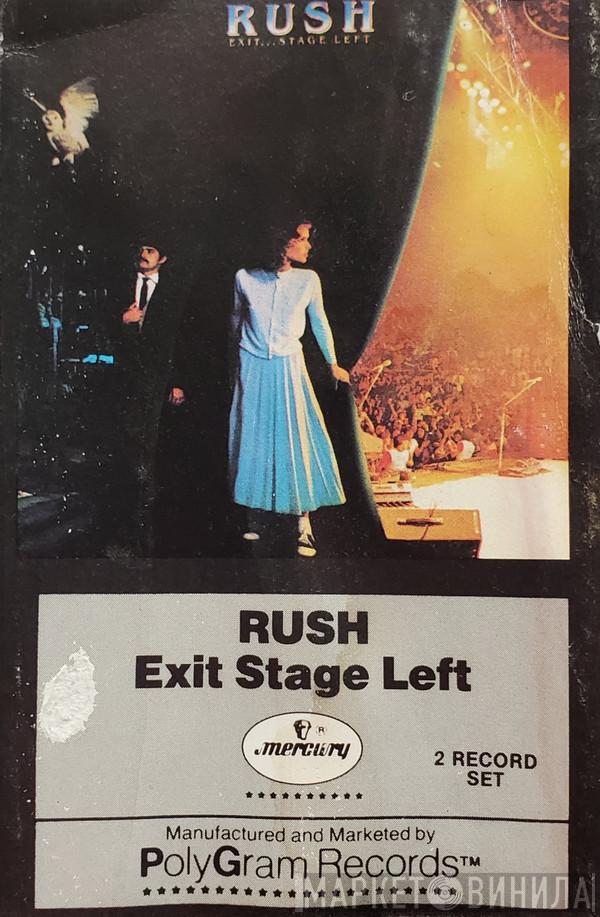 RUSH
EXIT...STAGE LEFT
RUSH
Exit Stage Left
mercury ®
2 RECORD
SET
Manufactured and Marketed by
PolyGram Records™
МАРКЕТ ВИНИЛА